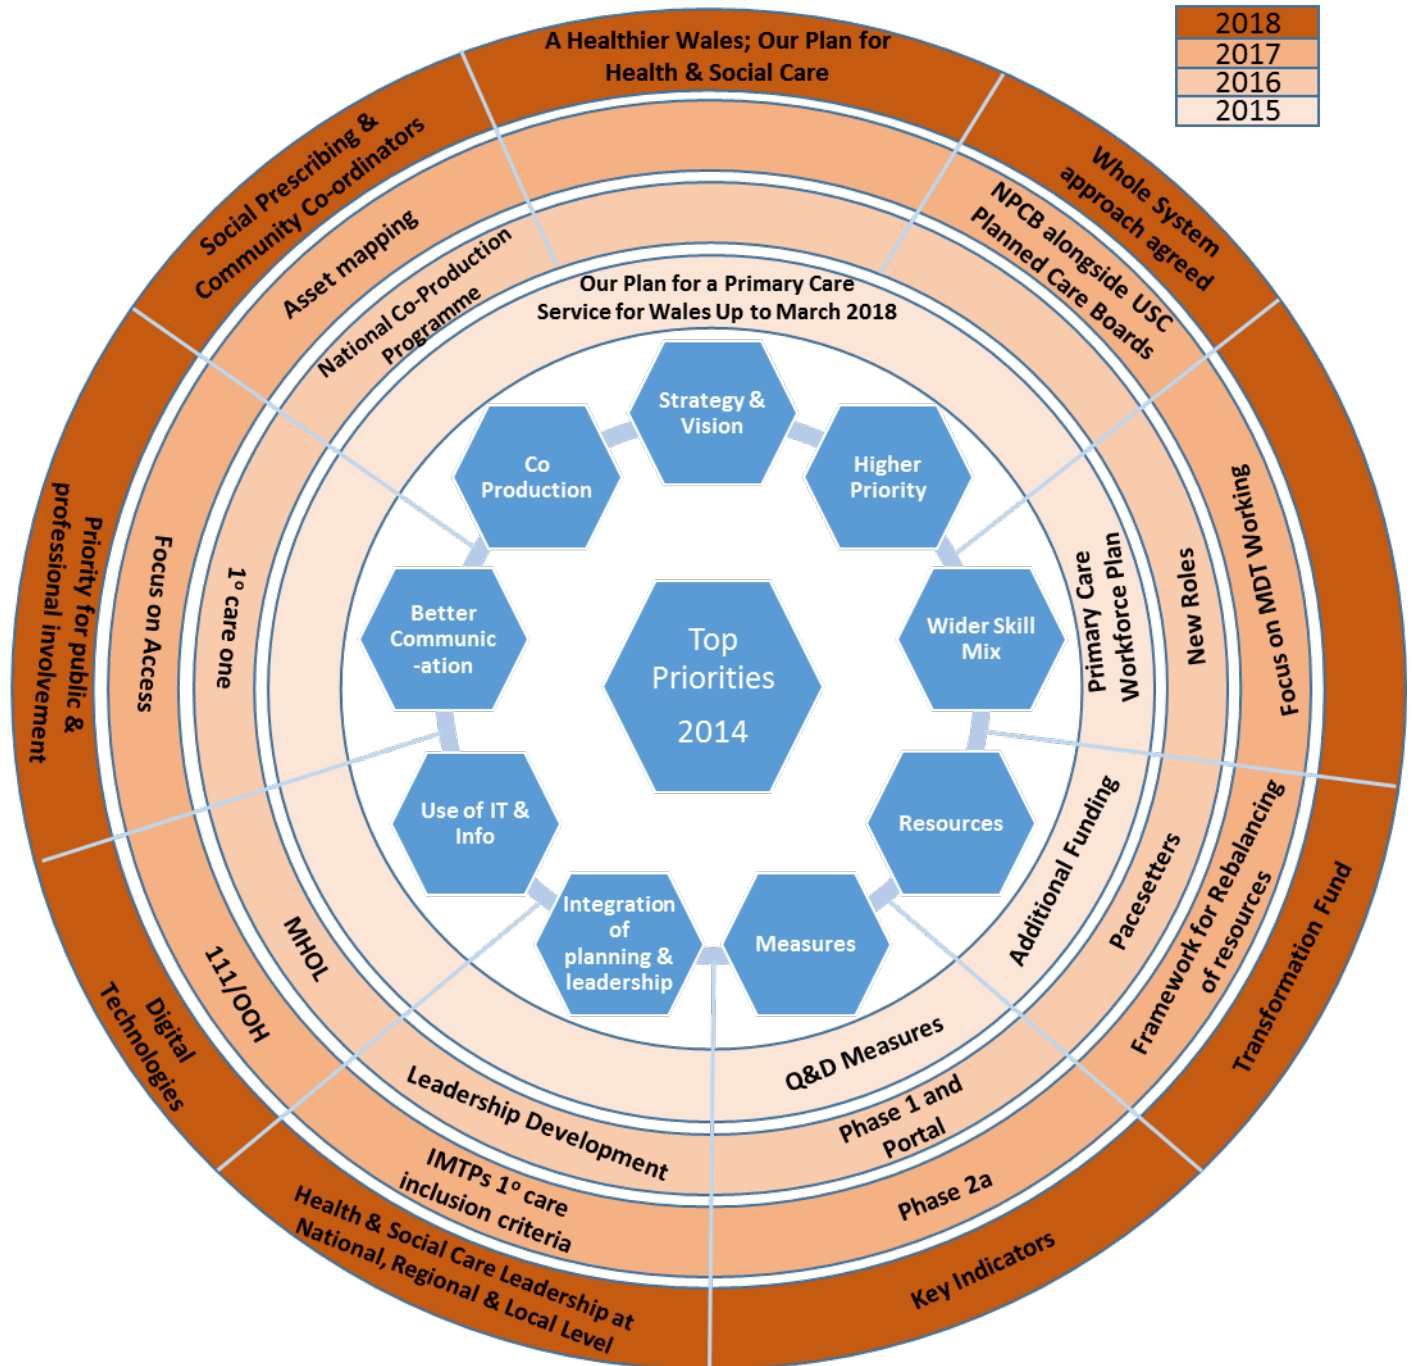 2018
2017
2016
2015
A Healthier Wales; Our Plan for
Health & Social Care
Whole System
approach agreed
Transformation Fund
Key Indicators
Health & Social Care Leadership at
National, Regional & Local Level
Digital
Technologies
Priority for public &
professional involvement
Social Prescribing &
Community Co-ordinators
NPCB alongside USC
Planned Care Boards
Focus on MDT Working
Framework for Rebalancing
of resources
Phase 2a
IMTPs 1º care
inclusion criteria
111/OOH
Focus on Access
Asset mapping
New Roles
Pacesetters
Phase 1 and
Portal
Leadership Development
MHOL
1º care one
National Co-Production
Programme
Our Plan for a Primary Care
Service for Wales Up to March 2018
Primary Care
Workforce Plan
Additional Funding
Q&D Measures
Strategy &
Vision
Higher
Priority
Wider Skill
Mix
Resources
Measures
Integration
of
planning &
leadership
Use of IT &
Info
Better
Communic
-ation
Co
Production
Top
Priorities
2014